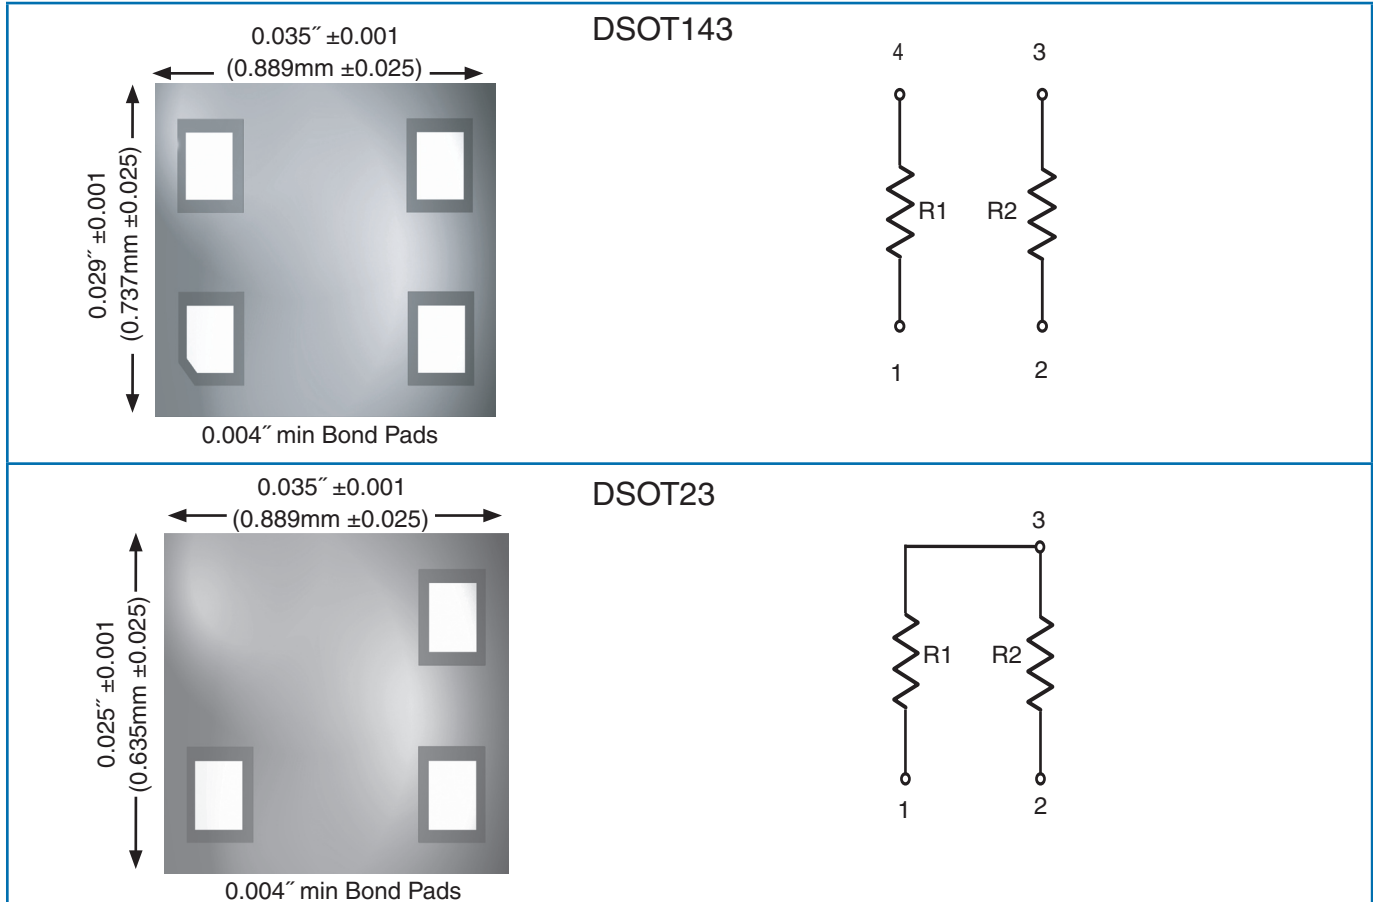 DSOT143
0.035˝ ±0.001
(0.889mm ±0.025)
0.029˝ ±0.001
(0.737mm ±0.025)
0.004˝ min Bond Pads
4
3
R1
R2
1
2
DSOT23
0.035˝ ±0.001
(0.889mm ±0.025)
0.025˝ ±0.001
(0.635mm ±0.025)
0.004˝ min Bond Pads
3
R1
R2
1
2